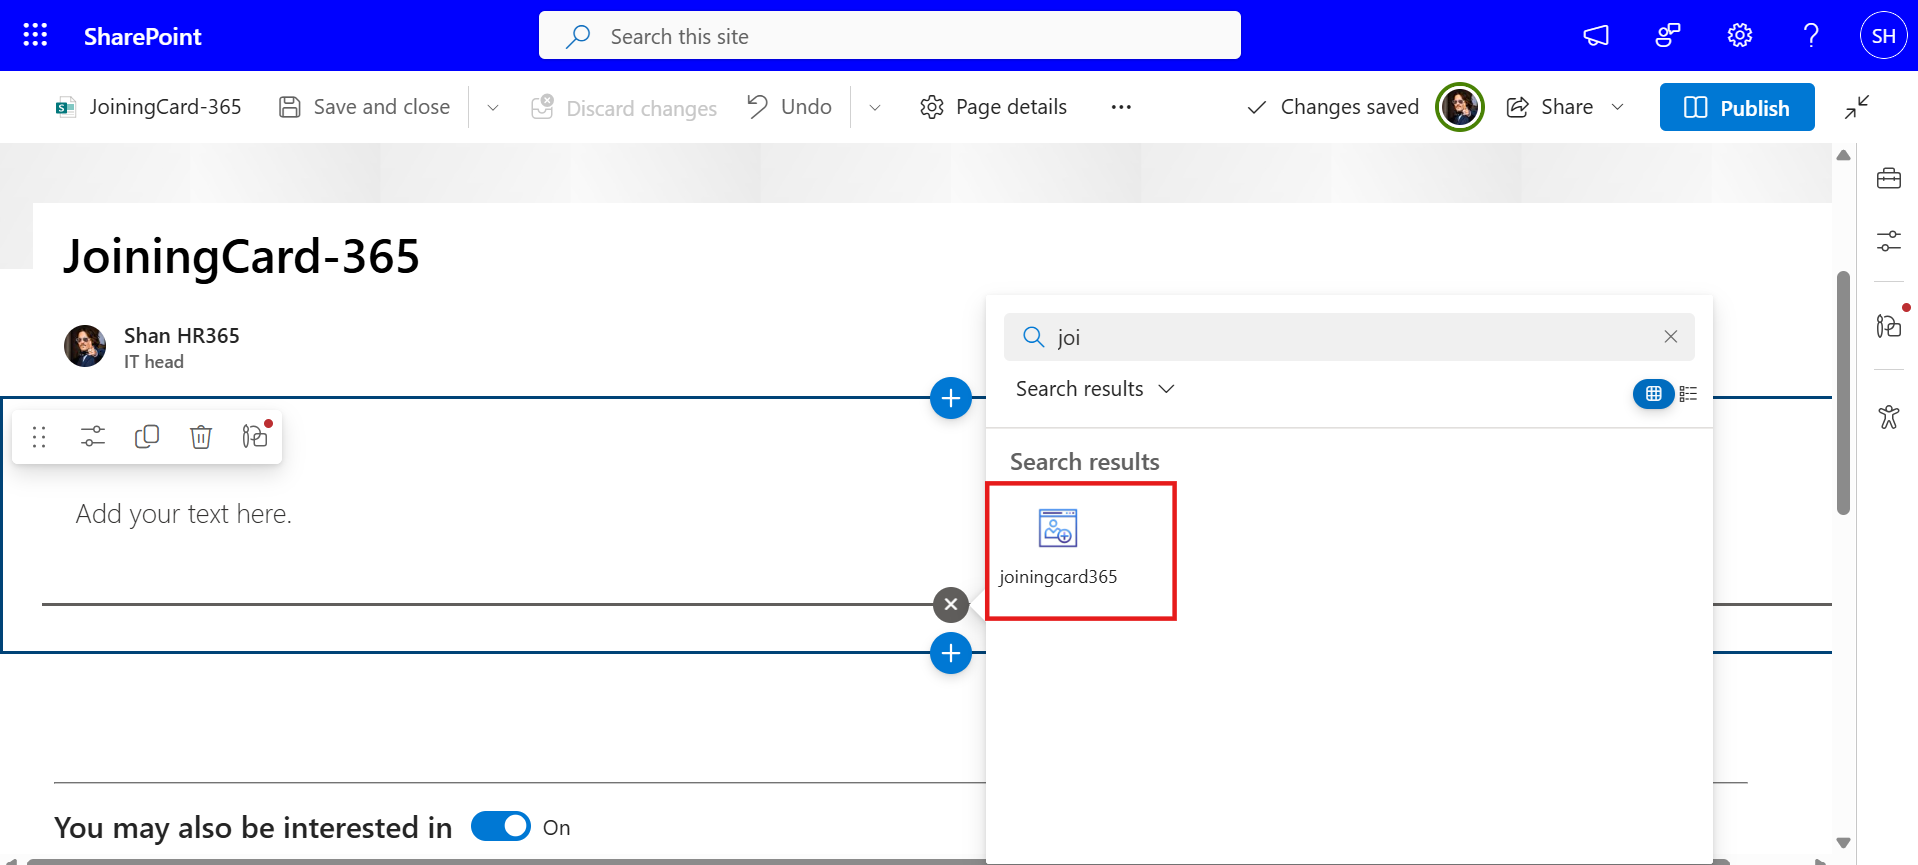 SharePoint
Search this site
SH
JoiningCard-365
Save and close
Discard changes
Undo
Page details
Changes saved
Share
Publish
JoiningCard-365
Shan HR365
IT head
joi
Search results
Search results
joiningcard365
Add your text here.
You may also be interested in
On